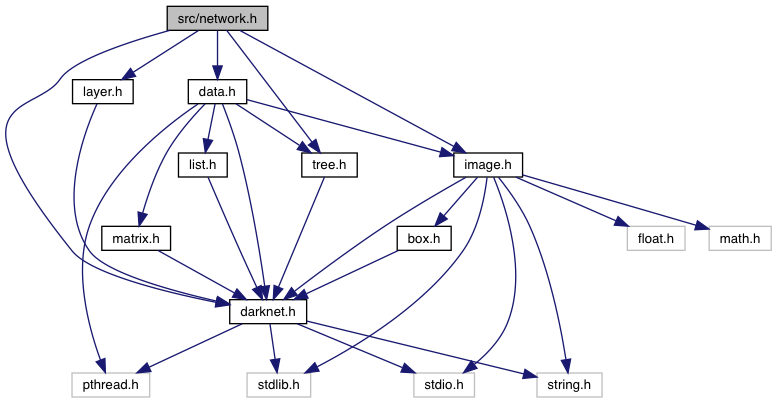 src/network.h
layer.h
data.h
list.h
tree.h
image.h
matrix.h
box.h
float.h
math.h
darknet.h
pthread.h
stdlib.h
stdio.h
string.h